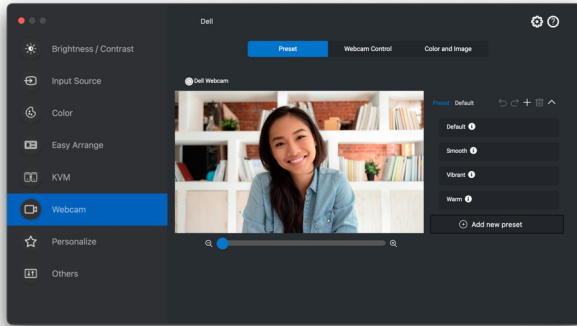 Dell
Brightness / Contrast
Input Source
Color
Easy Arrange
KVM
Webcam
Personalize
Others
Preset
Webcam Control
Color and Image
Dell Webcam
Preset: Default
Default
Smooth
Vibrant
Warm
Add new preset